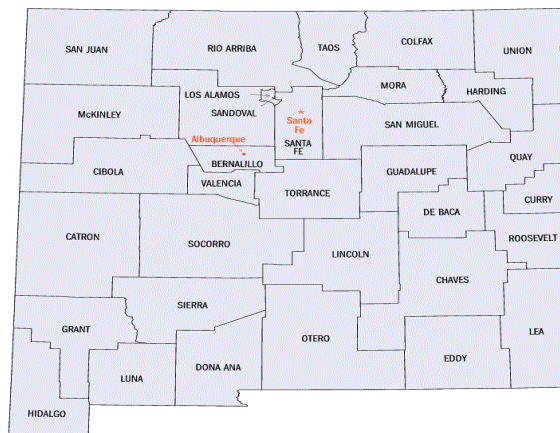 SAN JUAN
RIO ARRIBA
TAOS
COLFAX
UNION
LOS ALAMOS
MORA
HARDING
McKINLEY
SANDOVAL
Santa
Fe
SANTA
FE
SAN MIGUEL
Albuquerque
BERNALILLO
QUAY
CIBOLA
VALENCIA
TORRANCE
GUADALUPE
CURRY
DE BACA
CATRON
SOCORRO
LINCOLN
ROOSEVELT
CHAVES
SIERRA
GRANT
OTERO
LEA
LUNA
DONA ANA
EDDY
HIDALGO